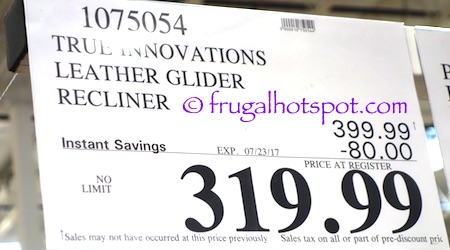 1075054
TRUE INNOVATIONS
LEATHER GLIDER
RECLINER
© frugalhotspot.com
399.99
Instant Savings EXP. 07/23/17 -80.00
PRICE AT REGISTER
NO
LIMIT
319.99
Sales may not have occurred at this price previously Sales tax on all or part of pre-discount